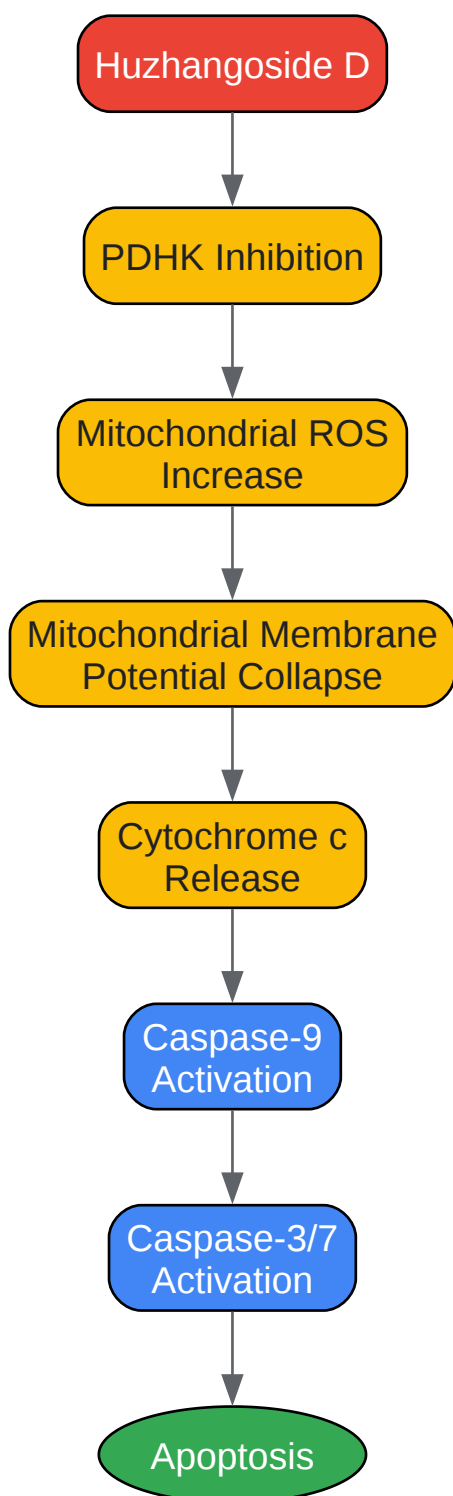 Huzhangoside D
PDHK Inhibition
Mitochondrial ROS
Increase
Mitochondrial Membrane
Potential Collapse
Cytochrome c
Release
Caspase-9
Activation
Caspase-3/7
Activation
Apoptosis